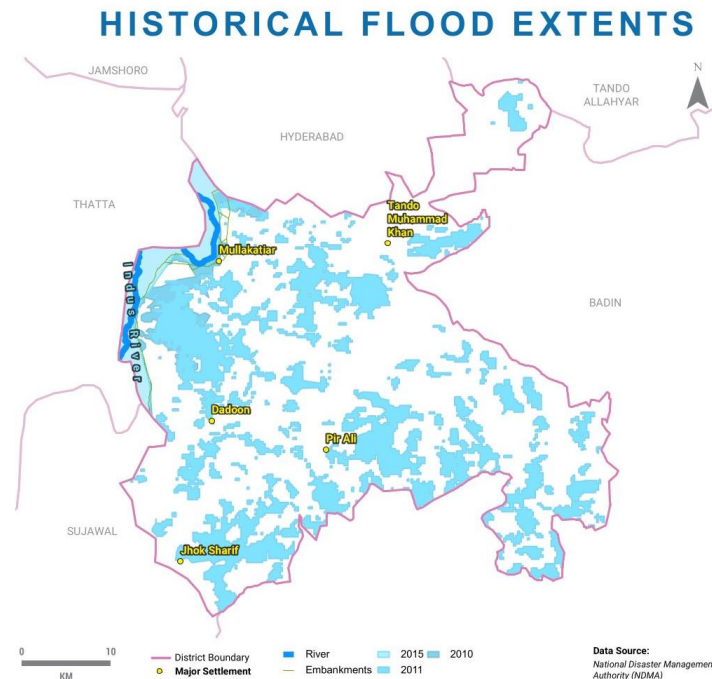 HISTORICAL FLOOD EXTENTS
JAMSHORO
N
TANDO
ALLAHYAR
HYDERABAD
THATTA
Tando
Muhammad
Khan
Mullakatiar
Indus River
BADIN
Dadoon
Pir Ali
SUJAWAL
Jhok Sharif
0 10
KM
District Boundary
Major Settlement
River
Embankments
2015 2010
2011
Data Source:
National Disaster Management
Authority (NDMA)